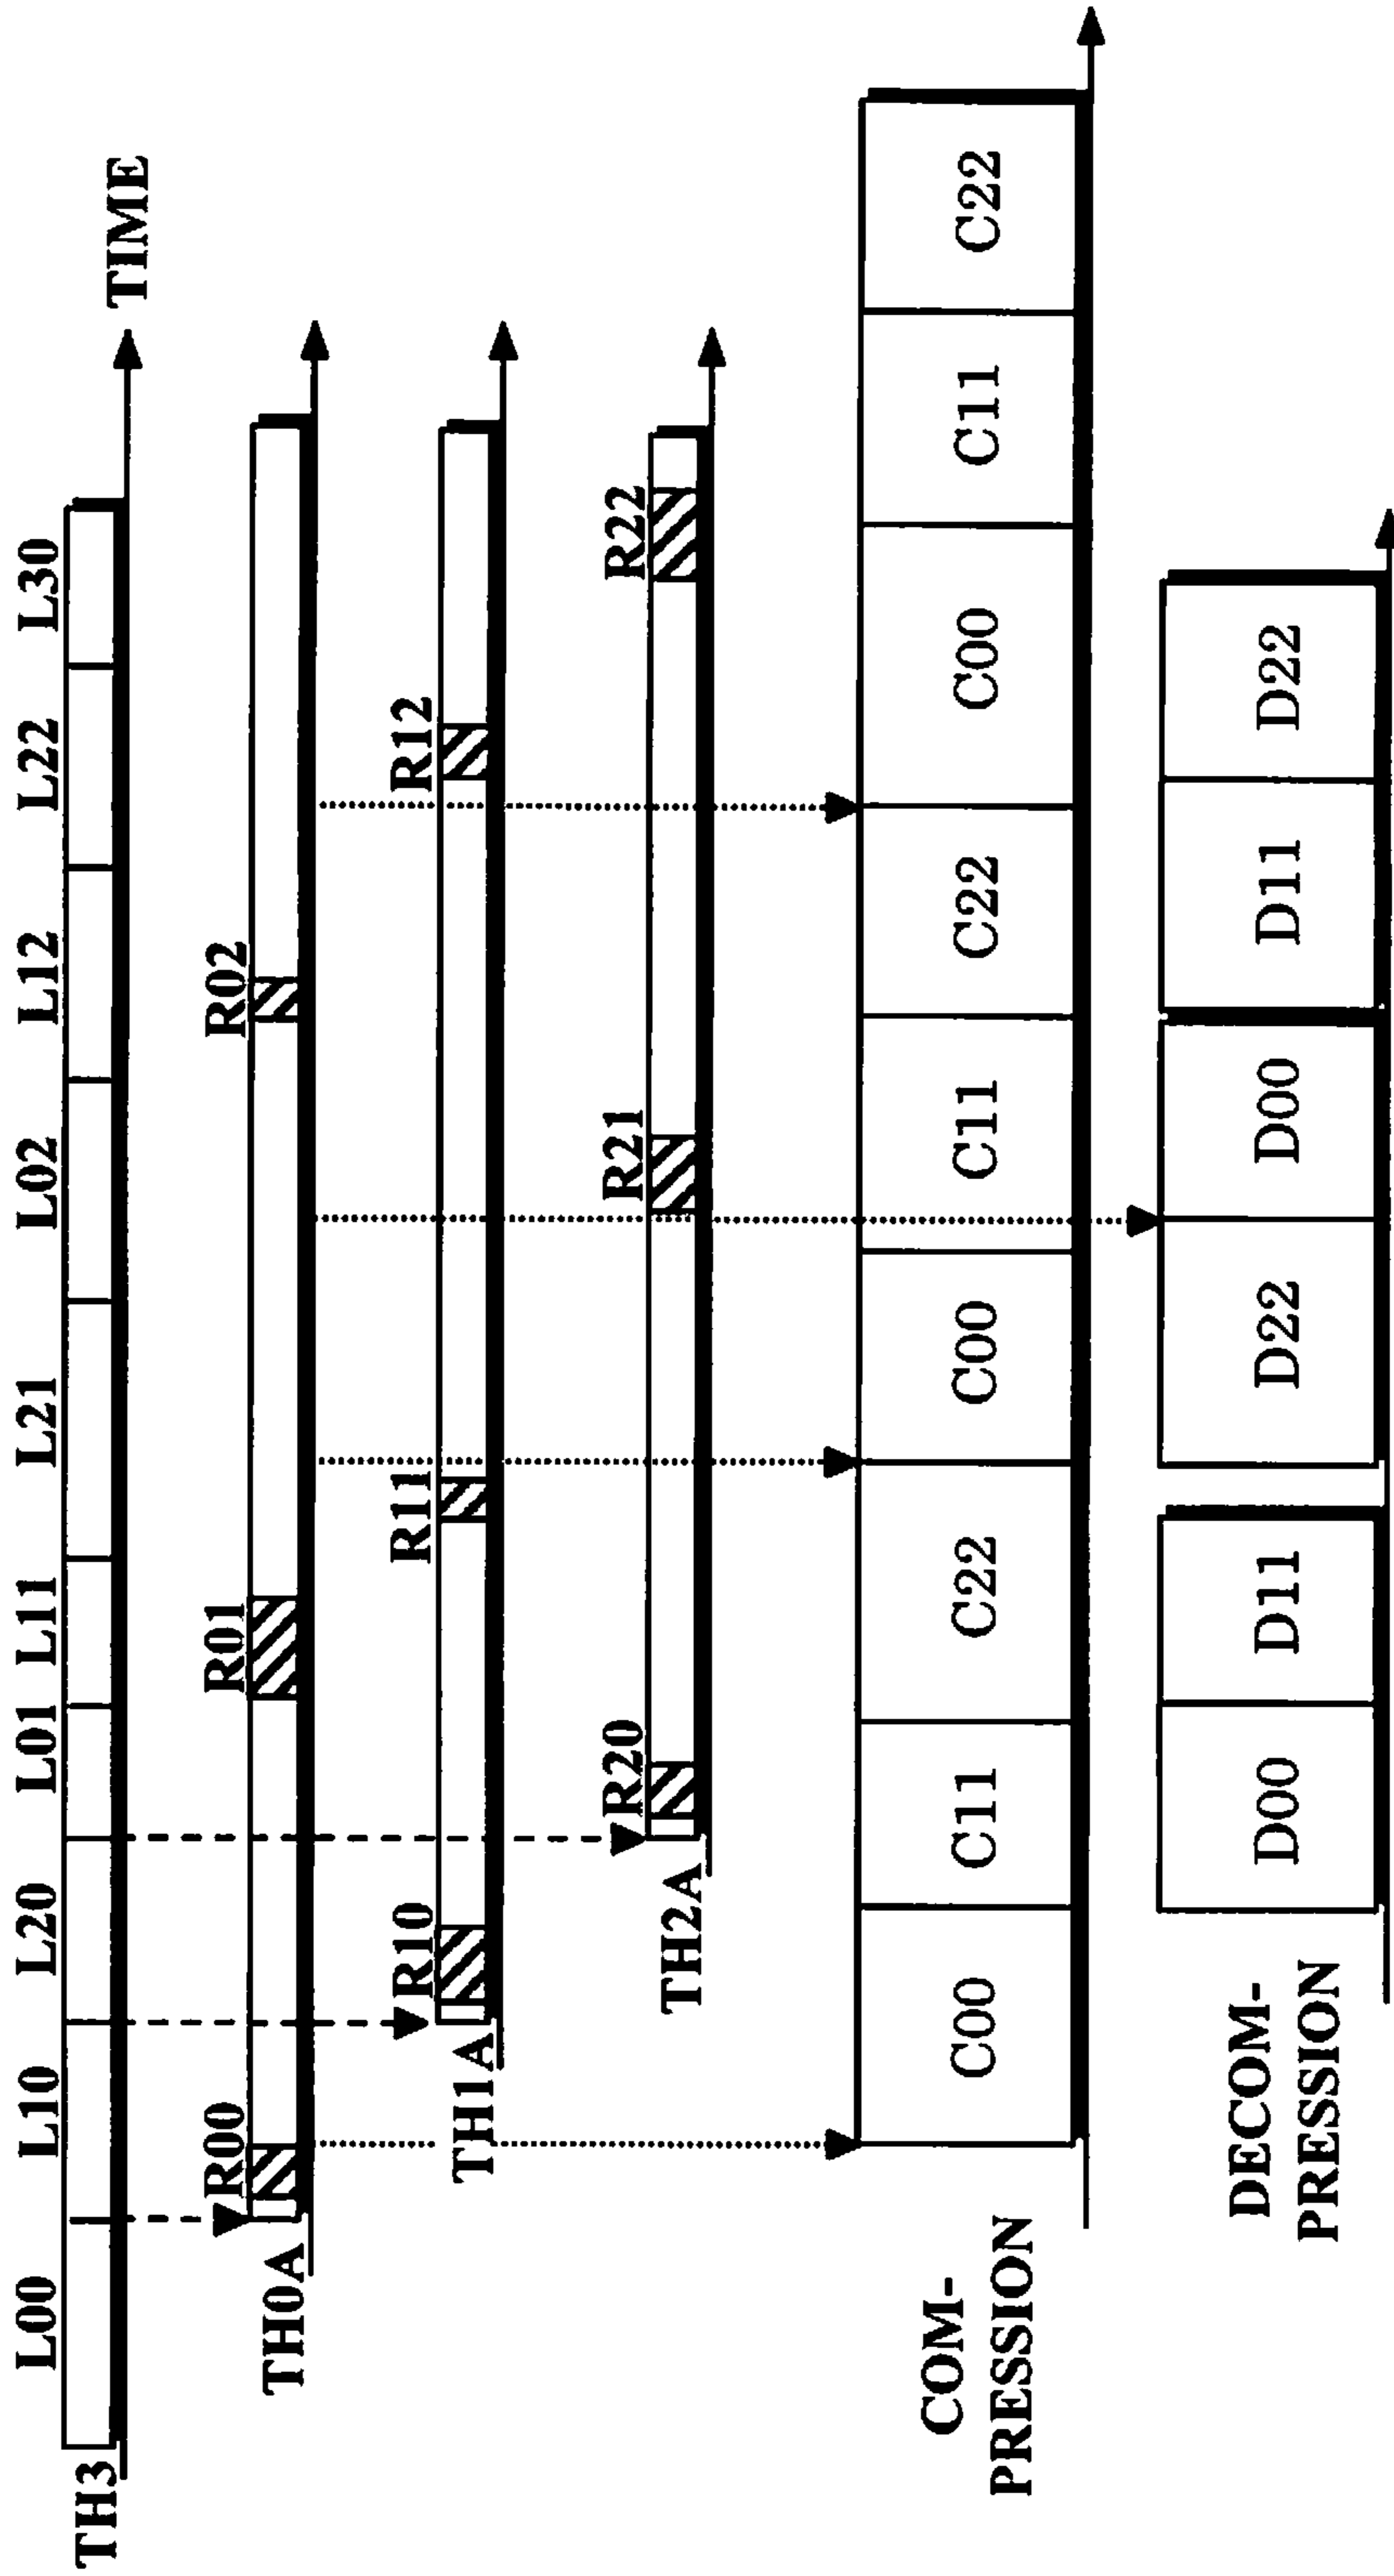 L00 L10 L20 L01 L11 L21 L02 L12 L22 L30
TH3
TIME
R00 R01 R02
TH0A
R10 R11 R12
TH1A
R20 R21 R22
TH2A
C00 C11 C22 C00 C11 C22 C00 C11 C22
COM-
PRESSION
D00 D11 D22 D00 D11 D22
DECOM-
PRESSION